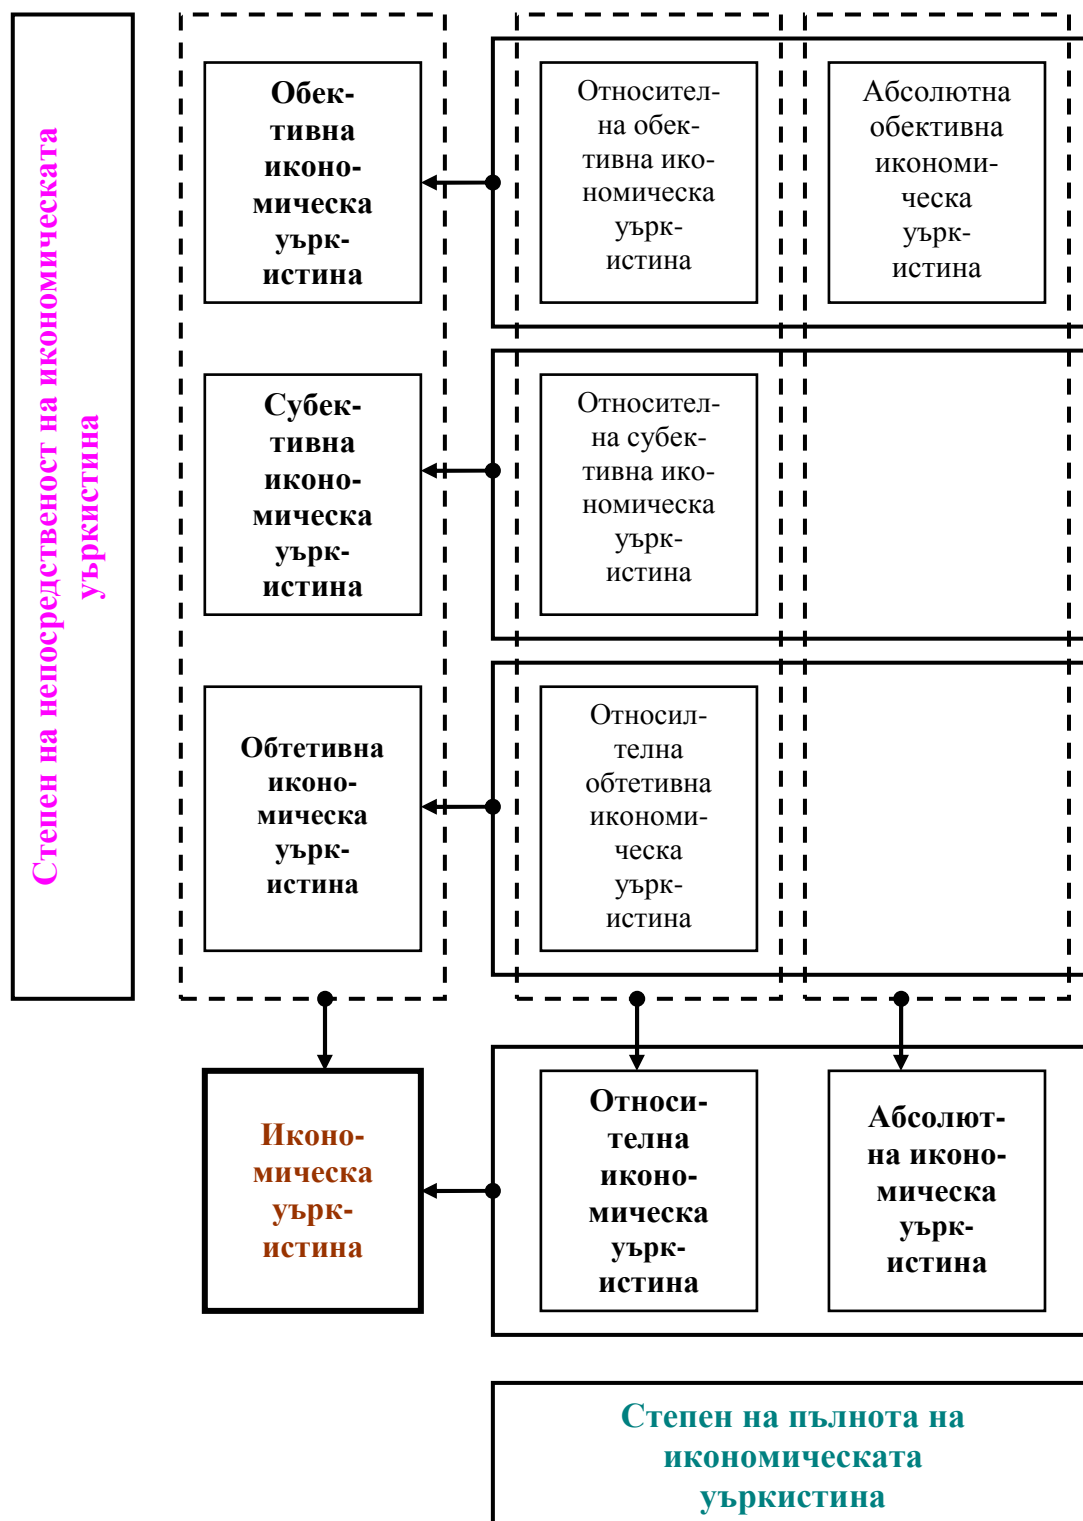 Степен на непосредственост на икономическата
уъркистина
Обек-
тивна
иконо-
мическа
уърк-
истина
Относител-
на обек-
тивна ико-
номическа
уърк-
истина
Абсолютна
обективна
икономи-
ческа
уърк-
истина
Субек-
тивна
иконо-
мическа
уърк-
истина
Относител-
на субек-
тивна ико-
номическа
уърк-
истина
Обтетивна
иконо-
мическа
уърк-
истина
Относил-
телна
обтетивна
икономи-
ческа
уърк-
истина
Иконо-
мическа
уърк-
истина
Относи-
телна
иконо-
мическа
уърк-
истина
Абсолют-
на иконо-
мическа
уърк-
истина
Степен на пълнота на
икономическата
уъркистина